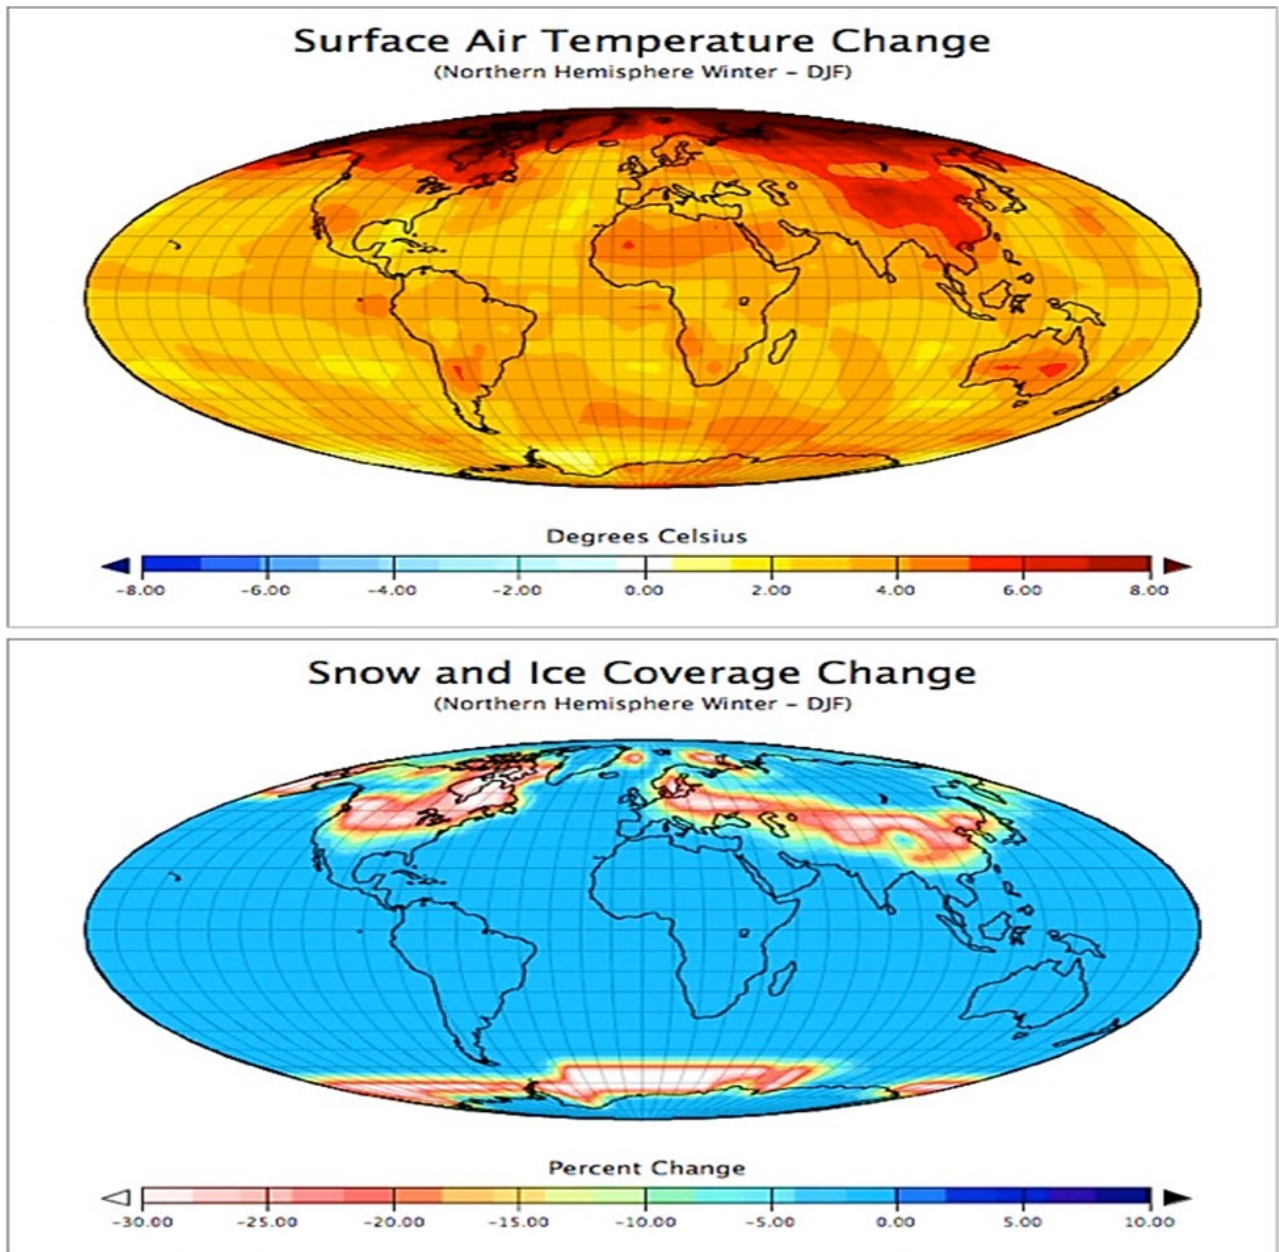 Surface Air Temperature Change
(Northern Hemisphere Winter – DJF)
Degrees Celsius
-8.00 -6.00 -4.00 -2.00 0.00 2.00 4.00 6.00 8.00
Snow and Ice Coverage Change
(Northern Hemisphere Winter – DJF)
Percent Change
-30.00 -25.00 -20.00 -15.00 -10.00 -5.00 0.00 5.00 10.00